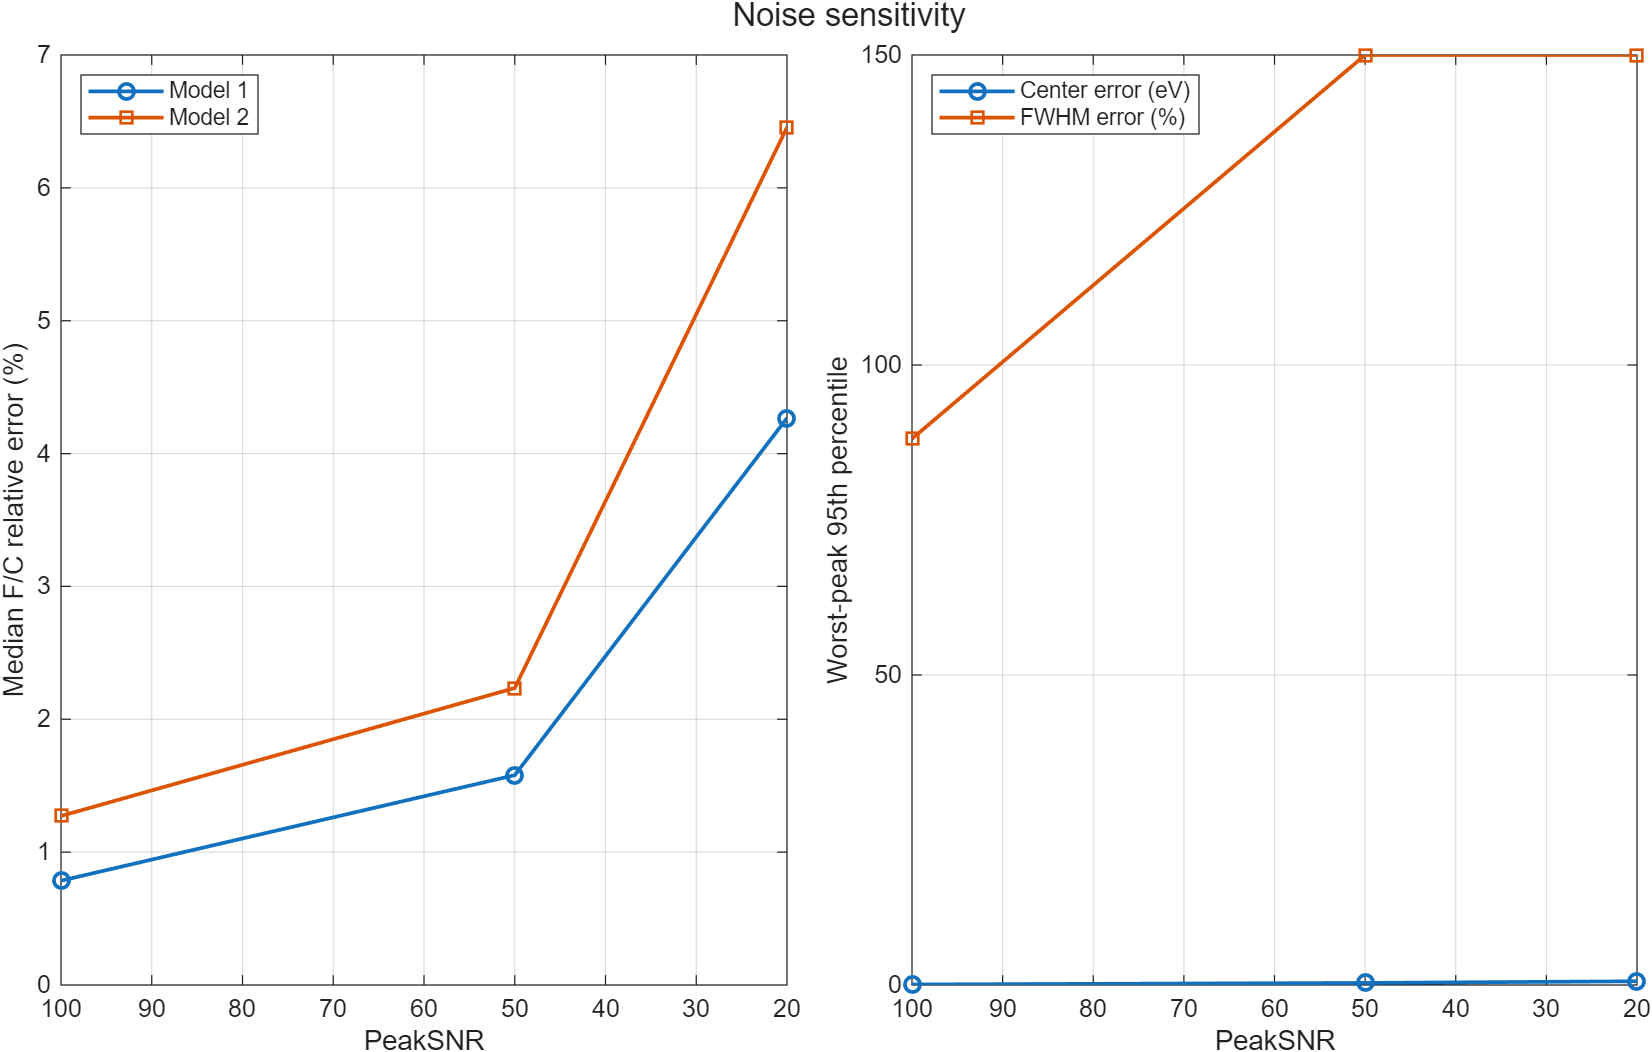 Noise sensitivity
Model 1
Model 2
7
6
5
4
3
2
1
0
Median F/C relative error (%)
100 90 80 70 60 50 40 30 20
PeakSNR
Center error (eV)
FWHM error (%)
150
100
50
0
Worst-peak 95th percentile
100 90 80 70 60 50 40 30 20
PeakSNR